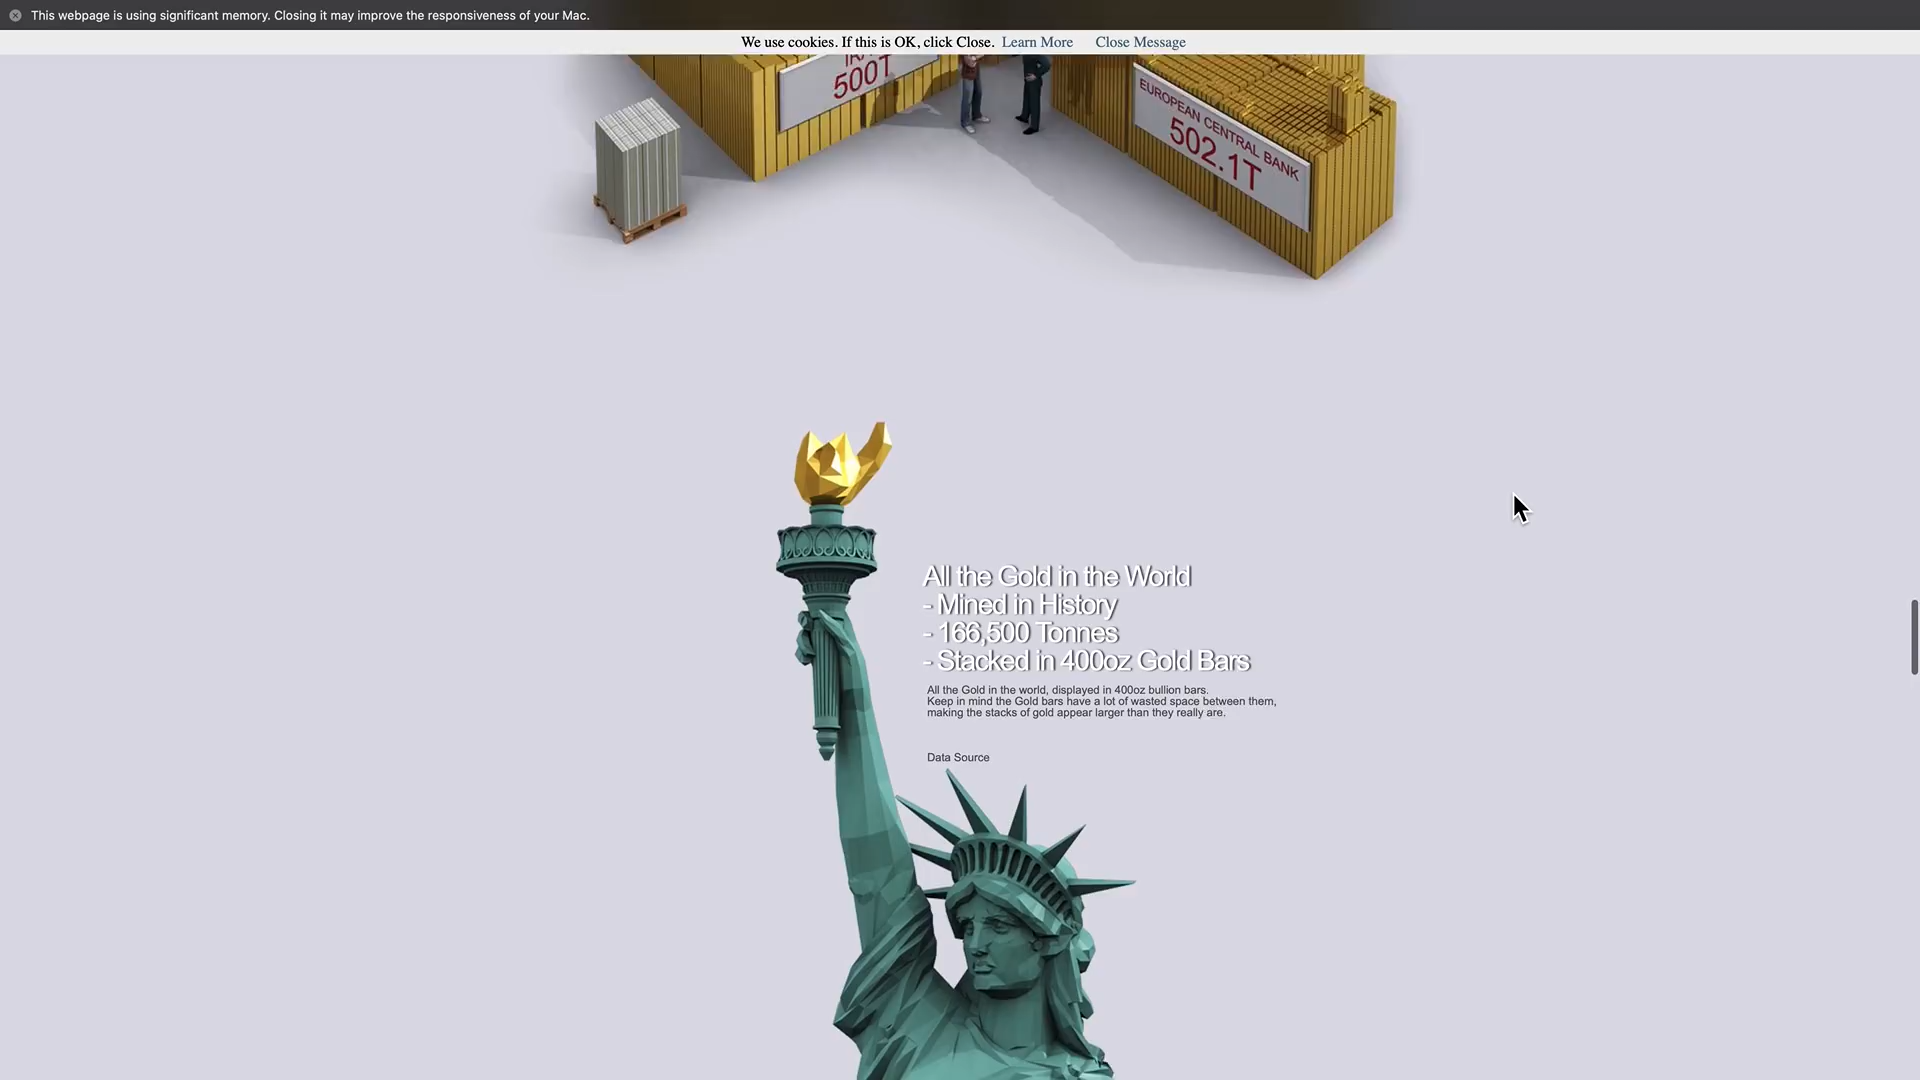 This webpage is using significant memory. Closing it may improve the responsiveness of your Mac.
We use cookies. If this is OK, click Close. Learn More Close Message
500T
EUROPEAN CENTRAL BANK
502.1T
All the Gold in the World
- Mined in History
- 166,500 Tonnes
- Stacked in 400oz Gold Bars
All the Gold in the world, displayed in 400oz bullion bars.
Keep in mind the Gold bars have a lot of wasted space between them,
making the stacks of gold appear larger than they really are.
Data Source